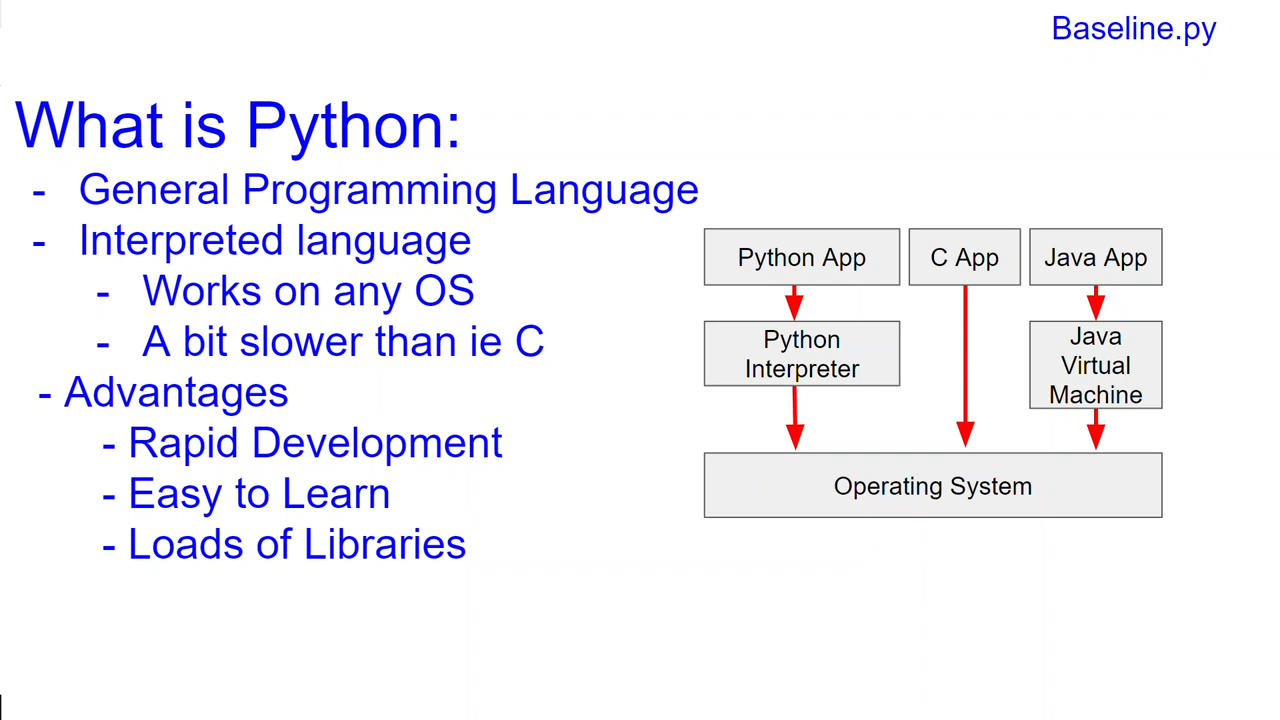 Baseline.py
What is Python:
- General Programming Language
- Interpreted language
- Works on any OS
- A bit slower than ie C
- Advantages
- Rapid Development
- Easy to Learn
- Loads of Libraries
Python App
C App
Java App
Python
Interpreter
Java
Virtual
Machine
Operating System